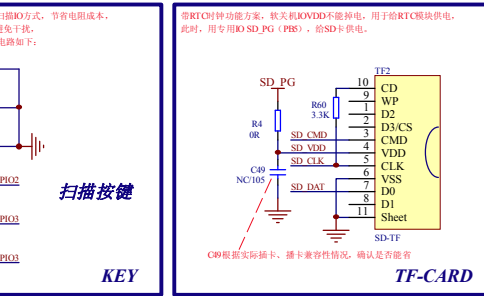 扫描IO方式，节省电阻成本，
避免干扰，
电路如下：
PIO2
扫描按键
PIO3
PIO3
KEY
带RTC时钟功能方案，软关机IOVDD不能掉电，用于给RTC模块供电，
此时，用专用IO SD_PG（PB5），给SD卡供电。
TF2
SD_PG
R4
0R
R60
3.3K
10 CD
9 WP
1 D2
2 D3/CS
SD_CMD 3 CMD
SD_VDD 4 VDD
SD_CLK 5 CLK
6 VSS
C49
NC/105
SD_DAT 7 D0
8 D1
11 Sheet
SD-TF
C49根据实际插卡、播卡兼容性情况，确认是否能省
TF-CARD